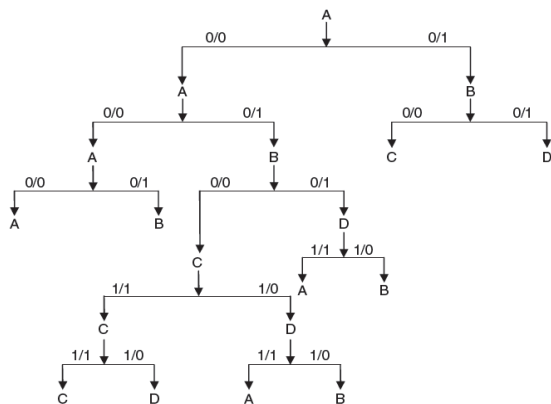 A
0/0 0/1
A B
0/0 0/1 0/0 0/1
A B C D
0/0 0/1 0/0 0/1
A B D
C 1/1 1/0
A B
1/1 1/0
C D
1/1 1/0 1/1 1/0
C D A B